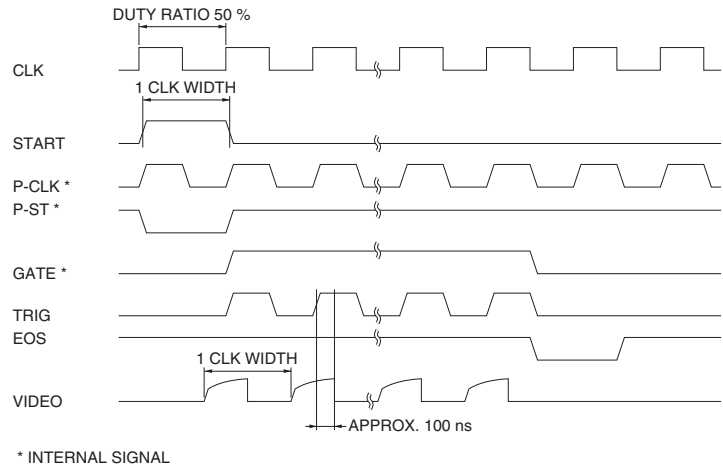 DUTY RATIO 50 %
CLK
1 CLK WIDTH
START
P-CLK *
P-ST *
GATE *
TRIG
EOS
1 CLK WIDTH
VIDEO
APPROX. 100 ns
* INTERNAL SIGNAL